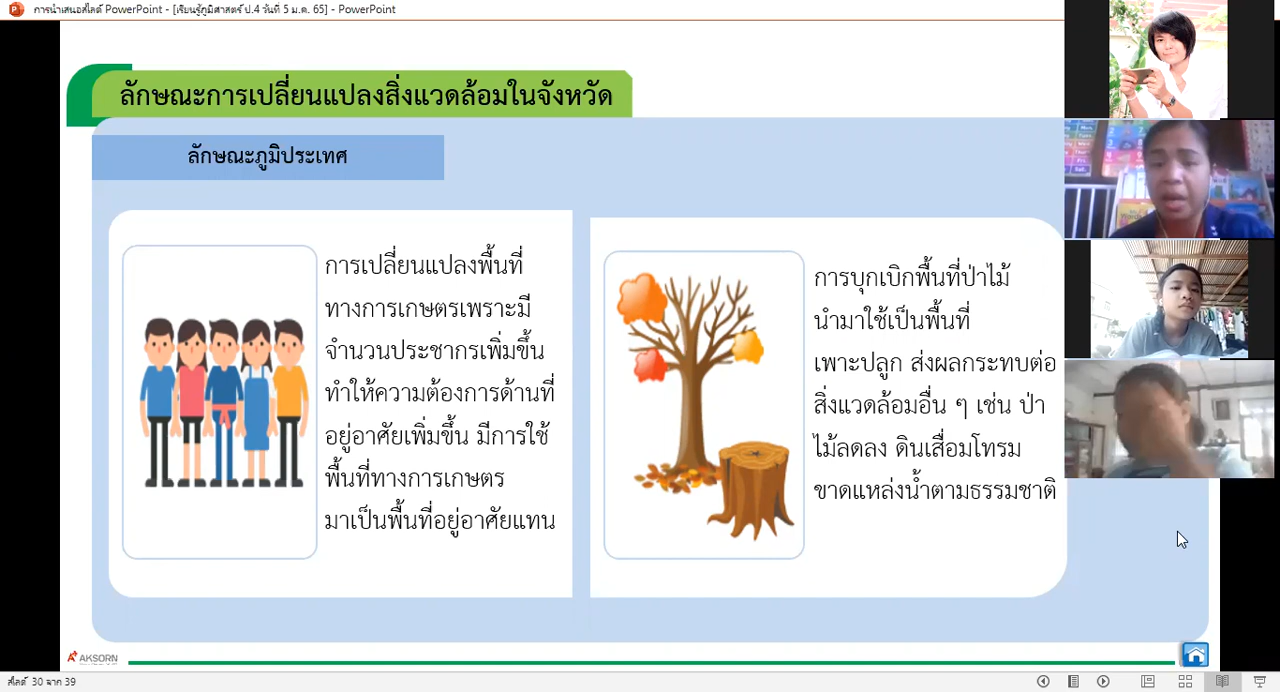 การนำเสนอสไลด์ PowerPoint - [เรียนรู้ภูมิศาสตร์ ป.4 วันที่ 5 ม.ค. 65] - PowerPoint
ลักษณะการเปลี่ยนแปลงสิ่งแวดล้อมในจังหวัด
ลักษณะภูมิประเทศ
การเปลี่ยนแปลงพื้นที่
ทางการเกษตรเพราะมี
จำนวนประชากรเพิ่มขึ้น
ทำให้ความต้องการด้านที่
อยู่อาศัยเพิ่มขึ้น มีการใช้
พื้นที่ทางการเกษตร
มาเป็นพื้นที่อยู่อาศัยแทน
การบุกเบิกพื้นที่ป่าไม้
นำมาใช้เป็นพื้นที่
เพาะปลูก ส่งผลกระทบต่อ
สิ่งแวดล้อมอื่น ๆ เช่น ป่า
ไม้ลดลง ดินเสื่อมโทรม
ขาดแหล่งน้ำตามธรรมชาติ
AKSORN
สไลด์ 30 จาก 39